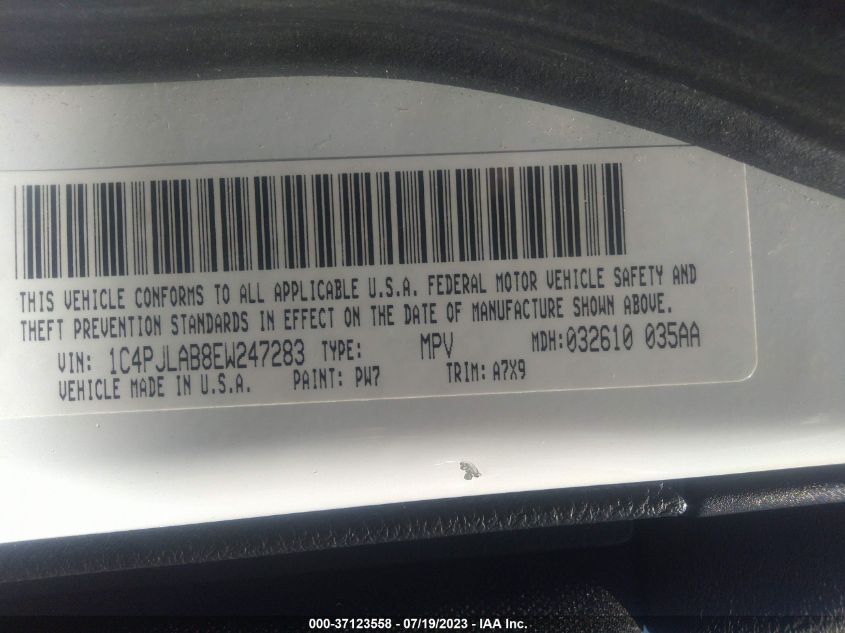 THIS VEHICLE CONFORMS TO ALL APPLICABLE U.S.A. FEDERAL MOTOR VEHICLE SAFETY AND
THEFT PREVENTION STANDARDS IN EFFECT ON THE DATE OF MANUFACTURE SHOWN ABOVE.
VIN: 1C4PJLAB8EW247283 TYPE: MPV MDH:032610 035AA
VEHICLE MADE IN U.S.A. PAINT: PW7 TRIM: A7X9
000-37123558 - 07/19/2023 - IAA Inc.